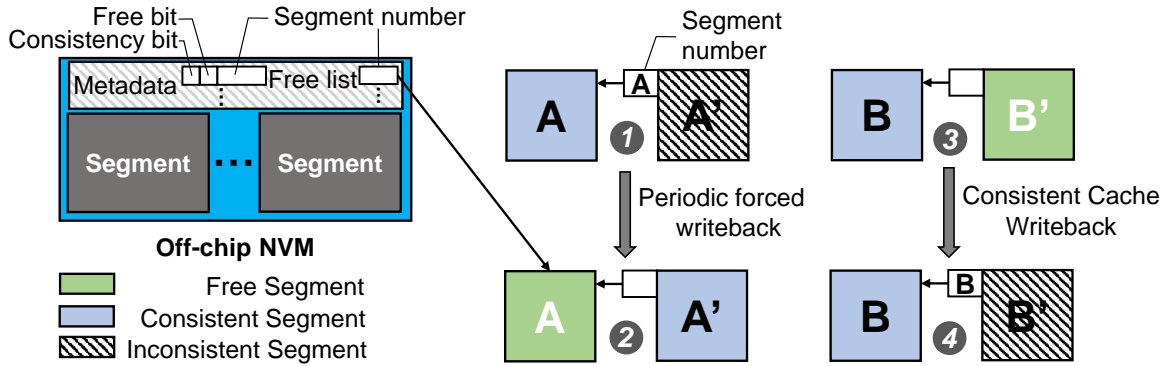 Free bit
Segment number
Consistency bit
Metadata
Free list
Segment
Segment
Off-chip NVM
Free Segment
Consistent Segment
Inconsistent Segment
Segment
number
A
A
A'
1
Periodic forced
writeback
A
A'
2
B
B'
3
Consistent Cache
Writeback
B
B
B'
4